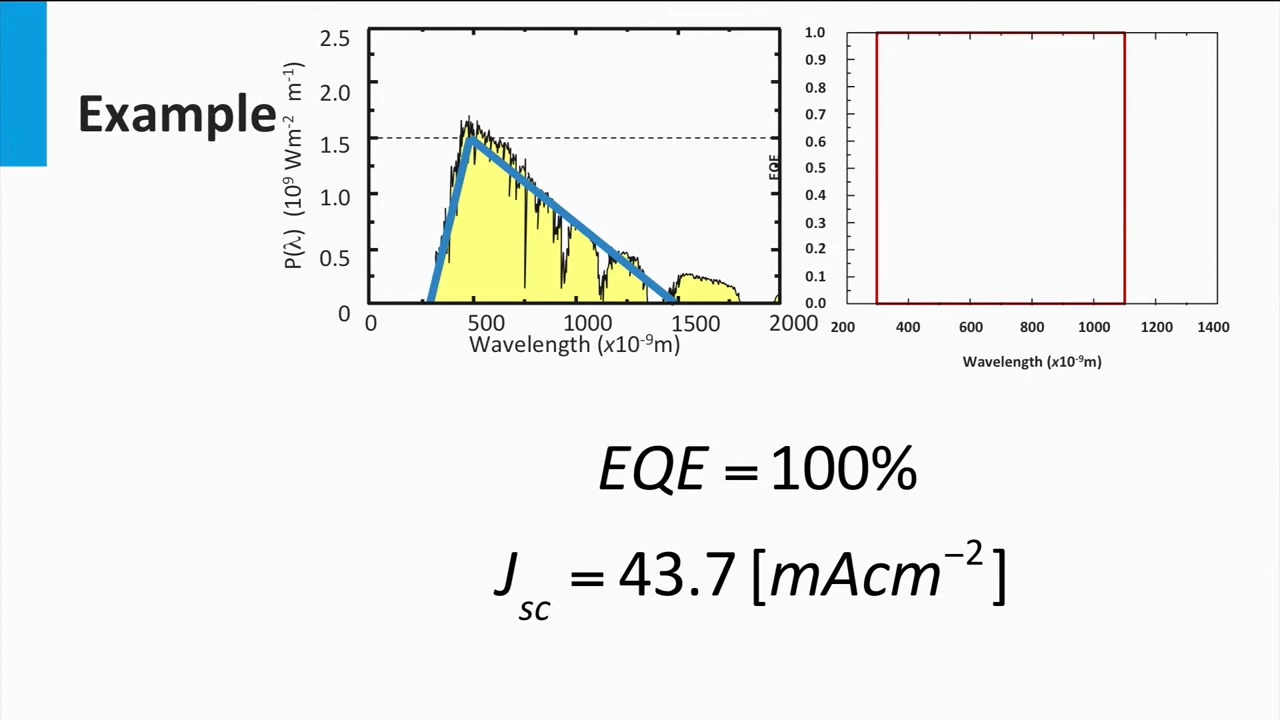 Example
P(λ) (10⁹ Wm⁻² m⁻¹)
2.5
2.0
1.5
1.0
0.5
0
0 500 1000 1500 2000
Wavelength (x10⁻⁹m)
EQE
1.0
0.9
0.8
0.7
0.6
0.5
0.4
0.3
0.2
0.1
0.0
200 400 600 800 1000 1200 1400
Wavelength (x10⁻⁹m)
EQE = 100%
J_sc = 43.7 [mAcm⁻²]